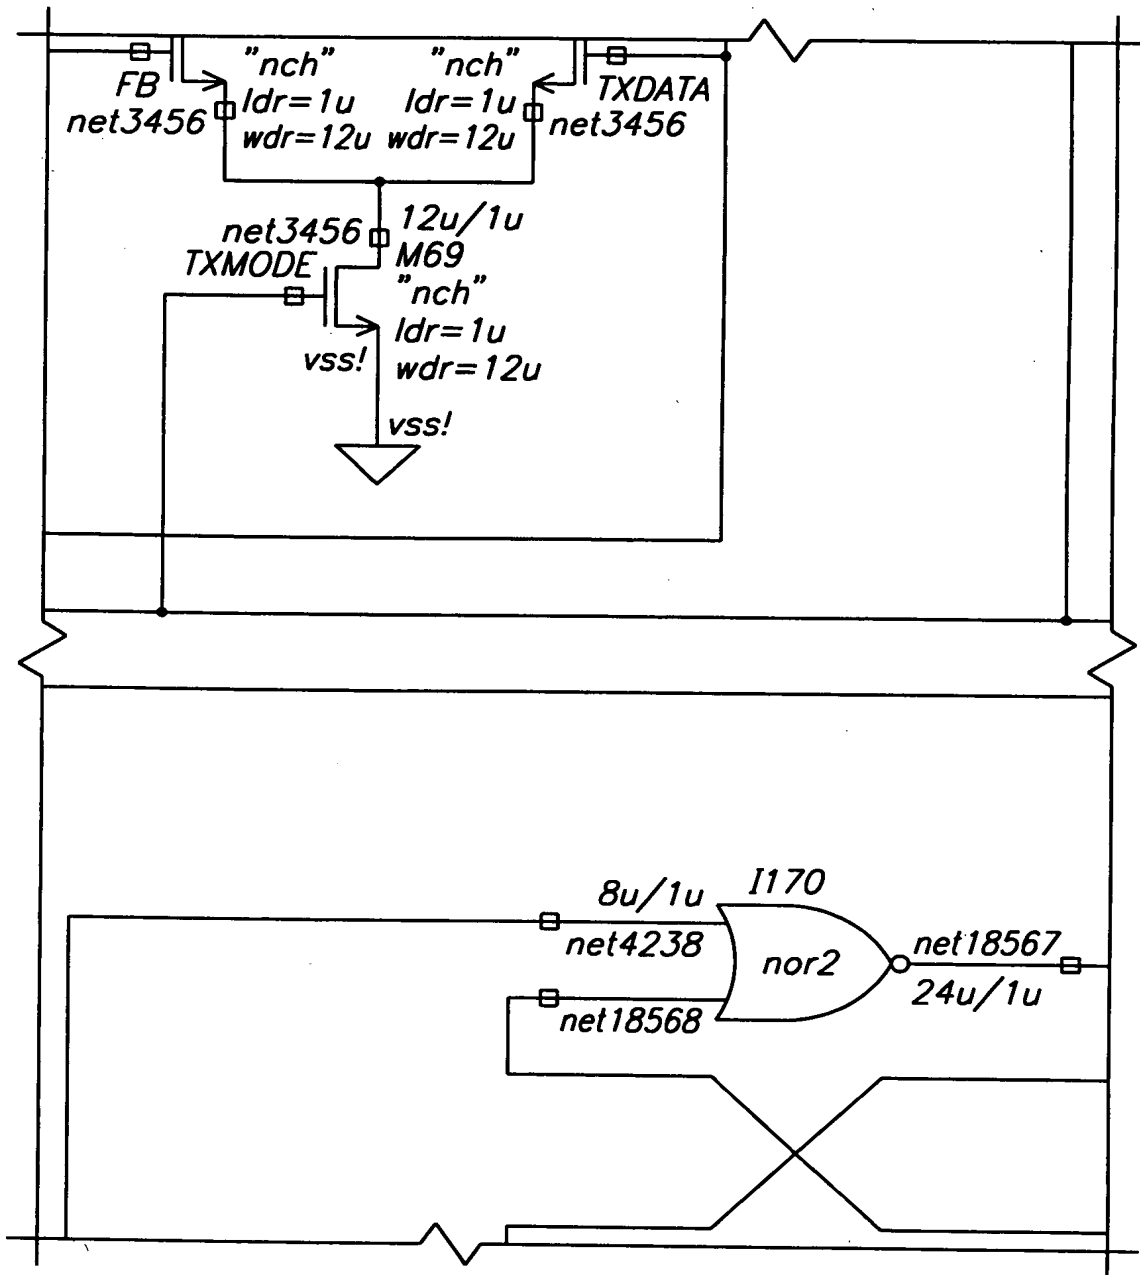 "nch" "nch"
FB ldr=1u ldr=1u TXDATA
net3456 wdr=12u wdr=12u net3456
12u/1u
net3456 M69
TXMODE "nch"
ldr=1u
vss! wdr=12u
vss!
8u/1u I170
net4238 nor2 net18567
24u/1u
net18568